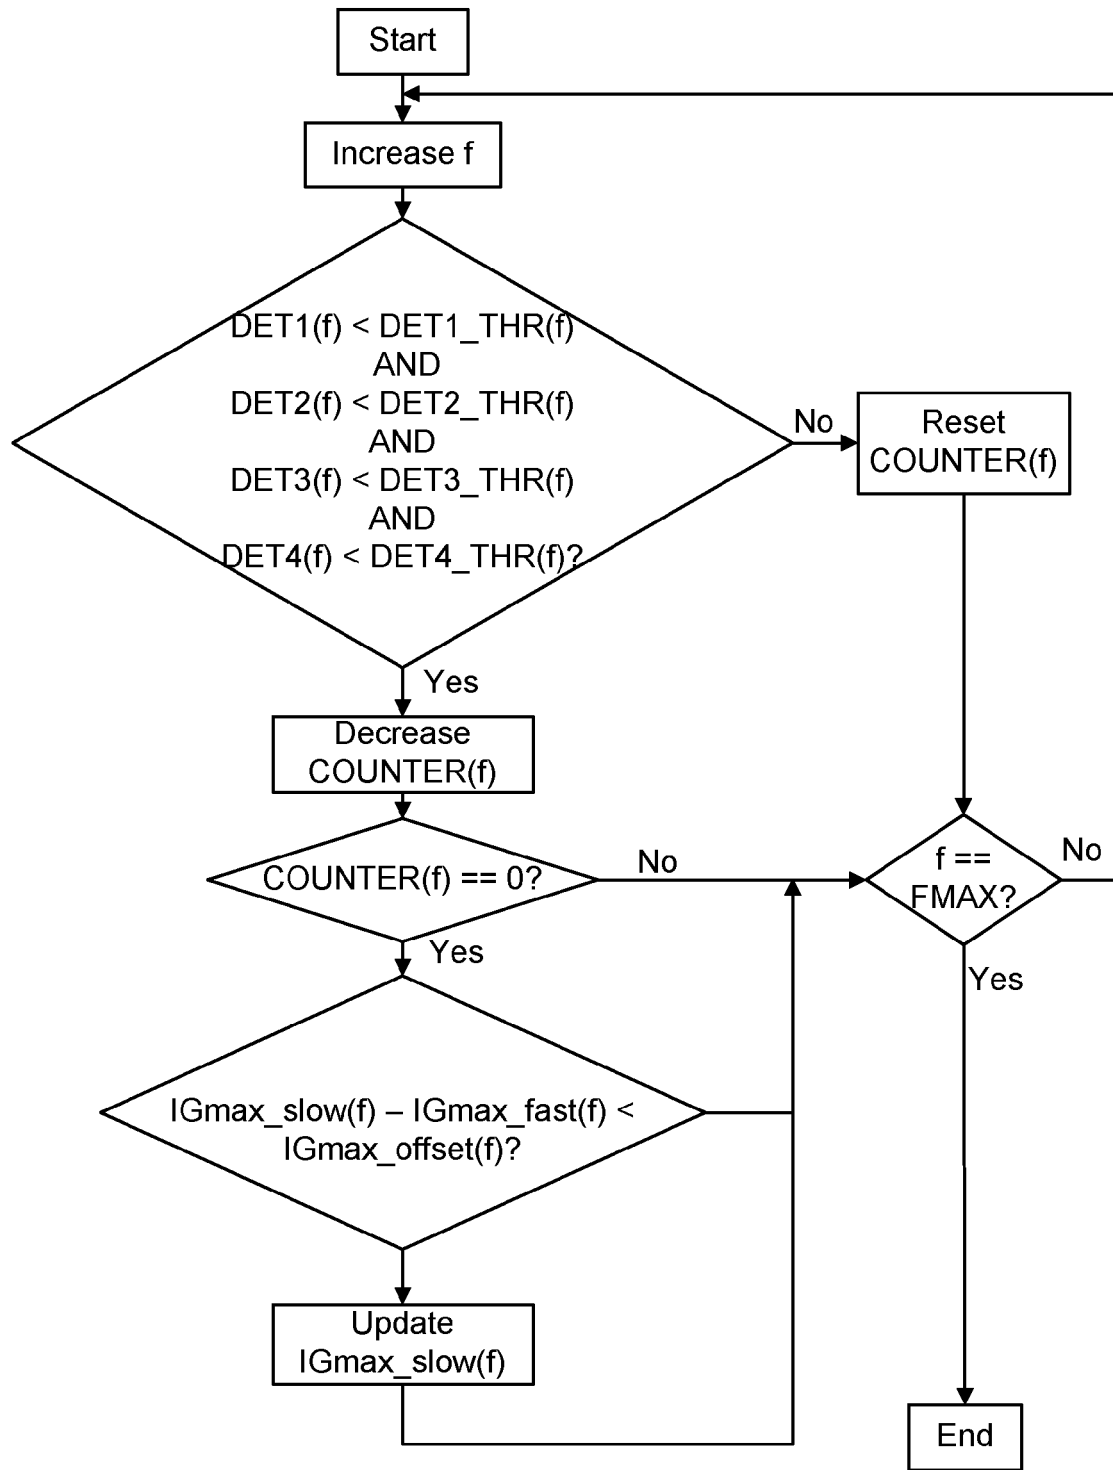 Start
Increase f
DET1(f) < DET1_THR(f)
AND
DET2(f) < DET2_THR(f)
AND
DET3(f) < DET3_THR(f)
AND
DET4(f) < DET4_THR(f)?
No
Reset
COUNTER(f)
Yes
Decrease
COUNTER(f)
COUNTER(f) == 0?
No
f ==
FMAX?
No
Yes
Yes
IGmax_slow(f) – IGmax_fast(f) <
IGmax_offset(f)?
Update
IGmax_slow(f)
End